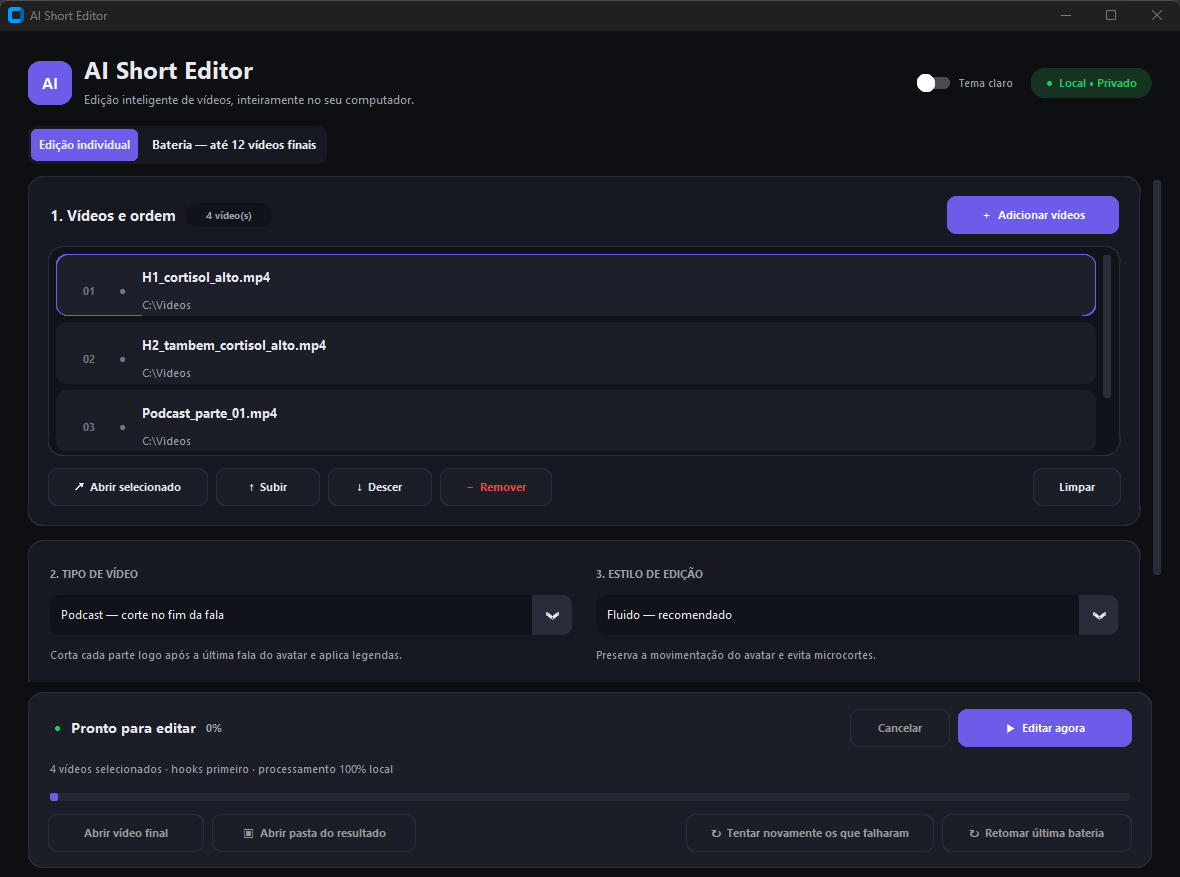 AI Short Editor
AI
AI Short Editor
Edição inteligente de vídeos, inteiramente no seu computador.
Tema claro
• Local • Privado
Edição individual
Bateria — até 12 vídeos finais
1. Vídeos e ordem
4 vídeo(s)
+ Adicionar vídeos
01 • H1_cortisol_alto.mp4
C:\Videos
02 • H2_tambem_cortisol_alto.mp4
C:\Videos
03 • Podcast_parte_01.mp4
C:\Videos
↗ Abrir selecionado
↑ Subir
↓ Descer
− Remover
Limpar
2. TIPO DE VÍDEO
Podcast — corte no fim da fala
Corta cada parte logo após a última fala do avatar e aplica legendas.
3. ESTILO DE EDIÇÃO
Fluido — recomendado
Preserva a movimentação do avatar e evita microcortes.
• Pronto para editar 0%
Cancelar
▶ Editar agora
4 vídeos selecionados · hooks primeiro · processamento 100% local
Abrir vídeo final
▣ Abrir pasta do resultado
↻ Tentar novamente os que falharam
↻ Retomar última bateria